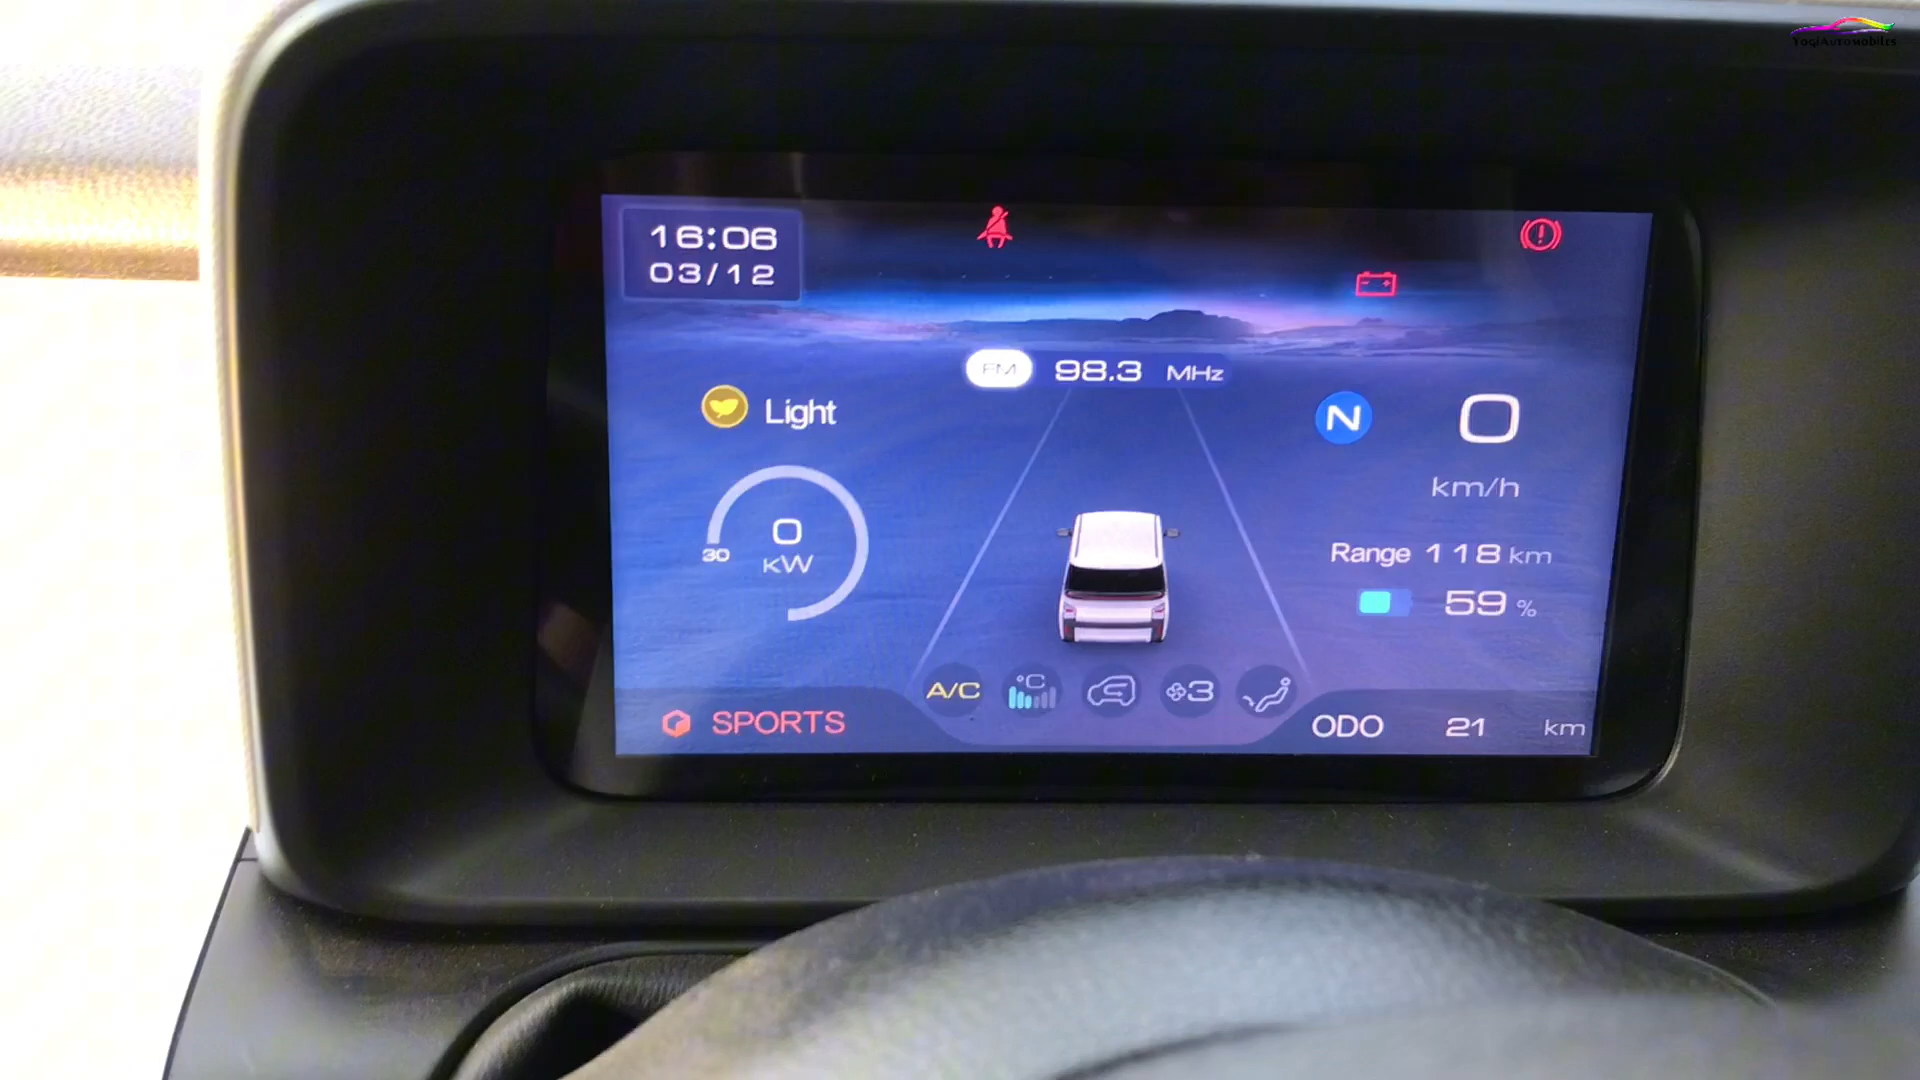 YogiAutomobiles
16:06
03/12
FM 98.3 MHz
Light
N 0
km/h
0
30
kW
Range 118 km
59 %
A/C °C 3
SPORTS
ODO 21 km